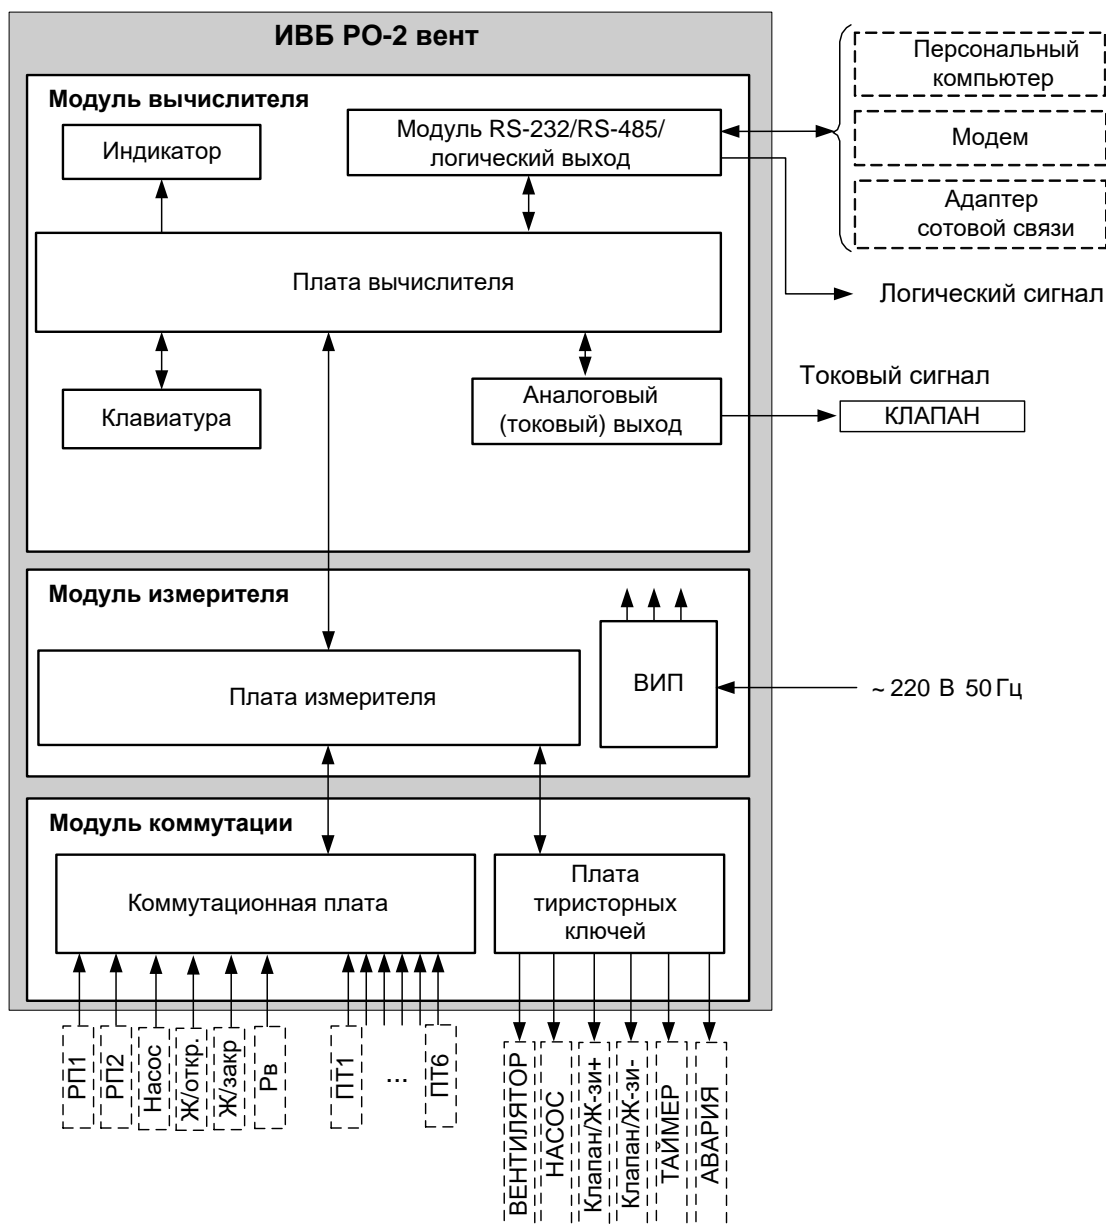 ИВБ РО-2 вент
Модуль вычислителя
Индикатор
Модуль RS-232/RS-485/
логический выход
Персональный
компьютер
Модем
Адаптер
сотовой связи
Плата вычислителя
Логический сигнал
Клавиатура
Аналоговый
(токовый) выход
Токовый сигнал
КЛАПАН
Модуль измерителя
Плата измерителя
ВИП
~ 220 В 50 Гц
Модуль коммутации
Коммутационная плата
Плата
тиристорных
ключей
РП1
РП2
Насос
Ж/откр.
Ж/закр
Рв
ПТ1
...
ПТ6
ВЕНТИЛЯТОР
НАСОС
Клапан/Ж-зи+
Клапан/Ж-зи-
ТАЙМЕР
АВАРИЯ